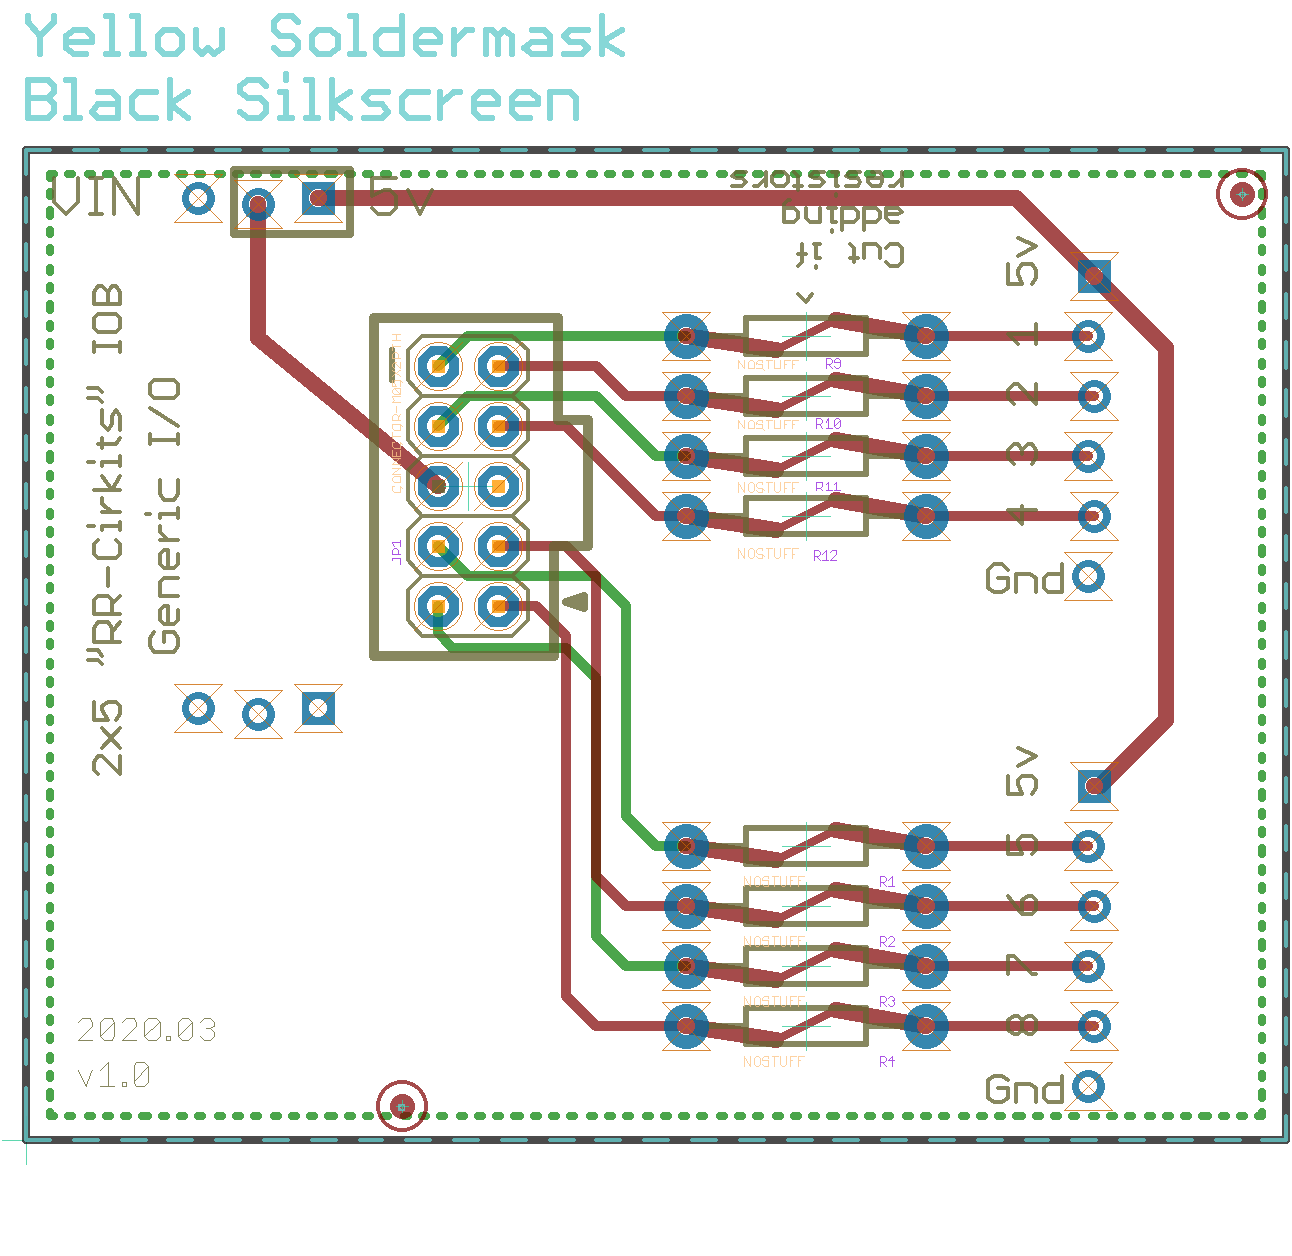 Yellow Soldermask
Black Silkscreen
VIN
5v
Cut if
adding
resistors
>
2x5 "RR-Cirkits" IOB
Generic I/O
CONNECTOR-M05X2PTH
JP1
5v
1
2
3
4
Gnd
NOSTUFF
R9
NOSTUFF
R10
NOSTUFF
R11
NOSTUFF
R12
5v
5
6
7
8
Gnd
NOSTUFF
R1
NOSTUFF
R2
NOSTUFF
R3
NOSTUFF
R4
2020.03
v1.0